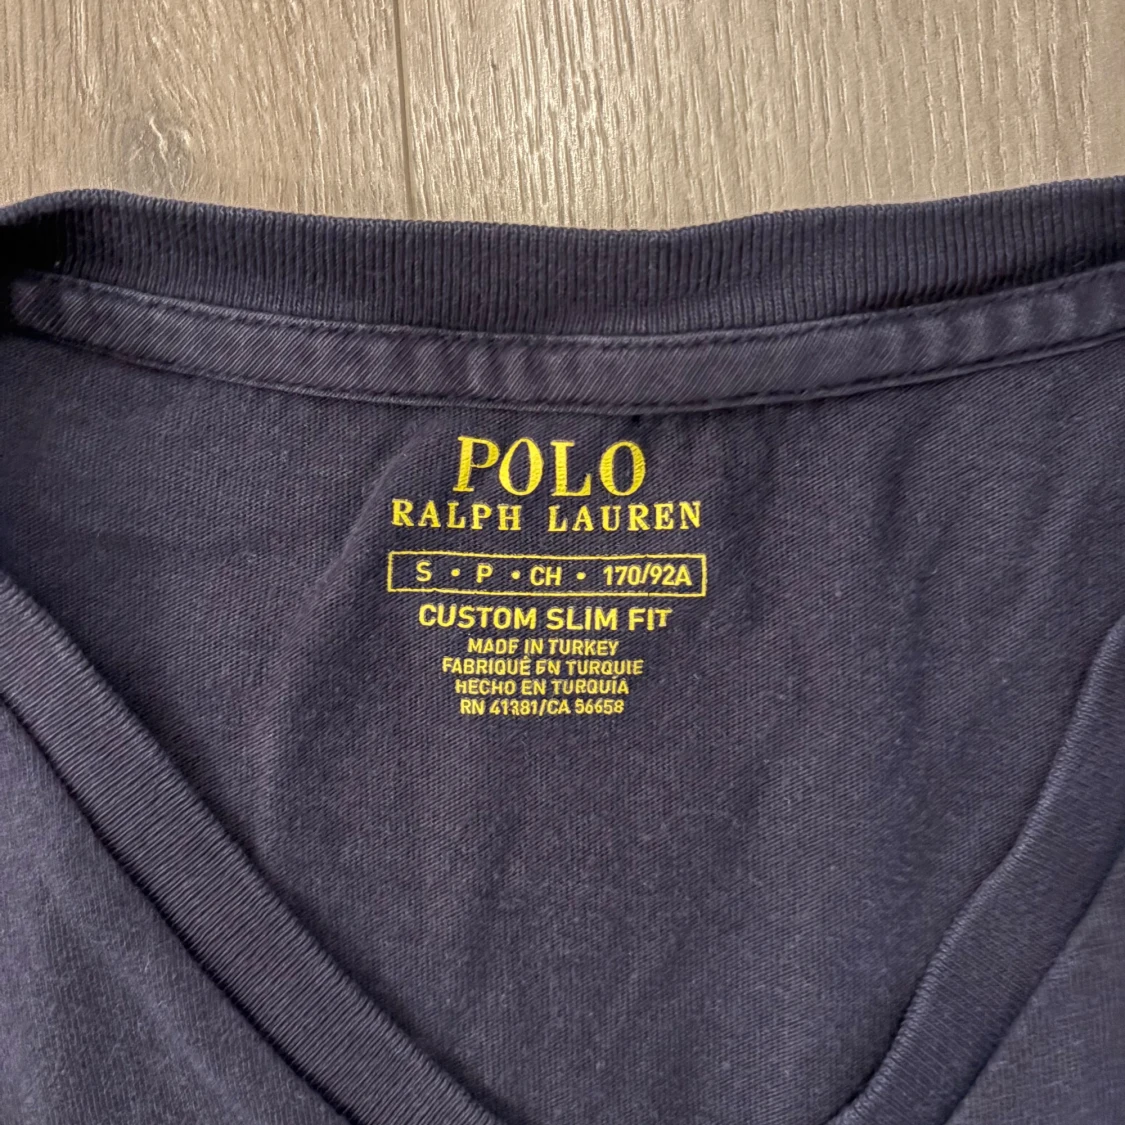 POLO
RALPH LAUREN
S • P • CH • 170/92A
CUSTOM SLIM FIT
MADE IN TURKEY
FABRIQUÉ EN TURQUIE
HECHO EN TURQUÍA
RN 41381/CA 56658